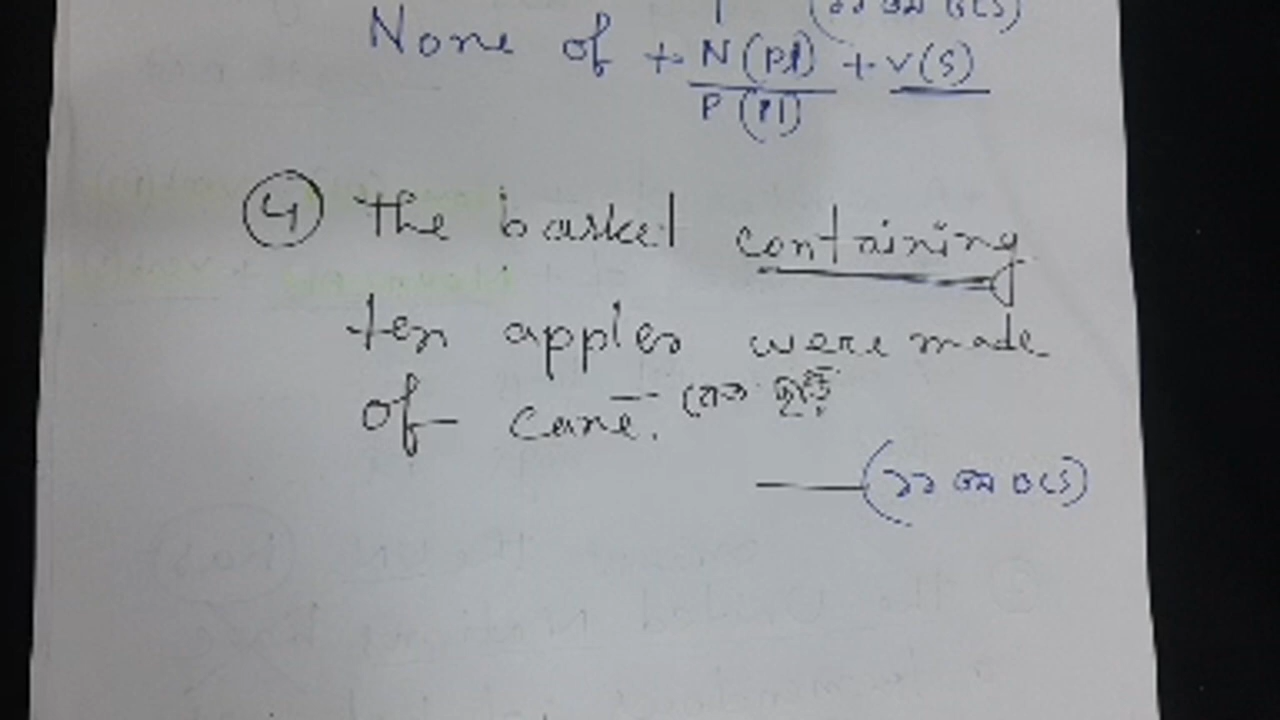 None of + N (Pl) + V(S)
P (Pl)
④ The basket containing
ten apples were made
of cane.